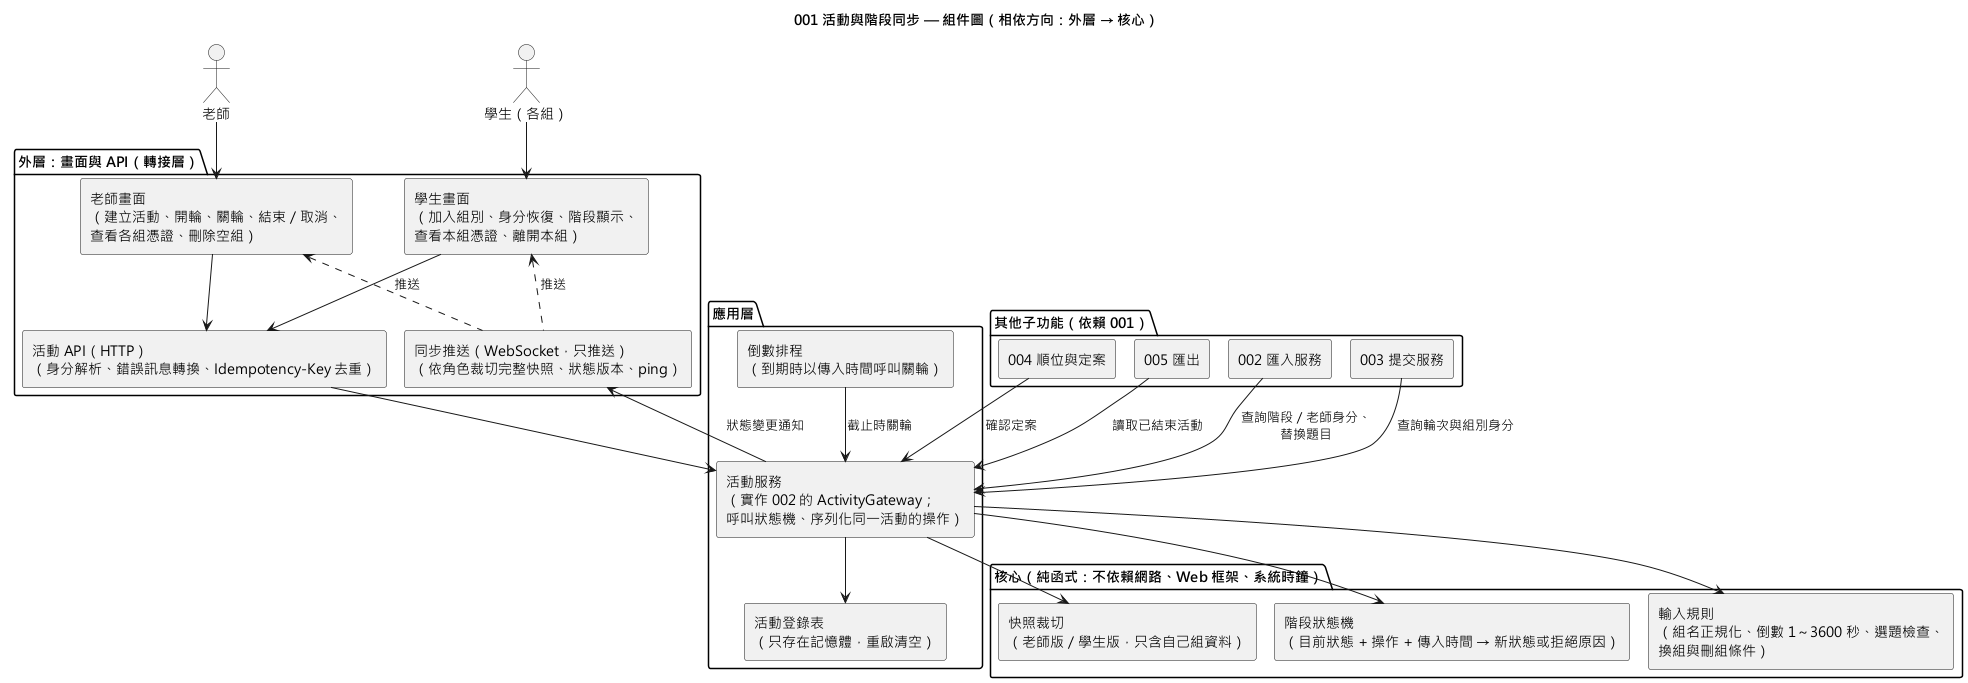 001 活動與階段同步 — 組件圖（相依方向：外層 → 核心）
老師
學生（各組）
外層：畫面與 API（轉接層）
老師畫面
（建立活動、開輪、關輪、結束 / 取消、
查看各組憑證、刪除空組）
學生畫面
（加入組別、身分恢復、階段顯示、
查看本組憑證、離開本組）
推送
推送
活動 API（HTTP）
（身分解析、錯誤訊息轉換、Idempotency-Key 去重）
同步推送（WebSocket．只推送）
（依角色裁切完整快照、狀態版本、ping）
應用層
倒數排程
（到期時以傳入時間呼叫關輪）
其他子功能（依賴 001）
004 順位與定案
005 匯出
002 匯入服務
003 提交服務
狀態變更通知
截止時關輪
確認定案
讀取已結束活動
查詢階段 / 老師身分、
替換題目
查詢輪次與組別身分
活動服務
（實作 002 的 ActivityGateway；
呼叫狀態機、序列化同一活動的操作）
核心（純函式：不依賴網路、Web 框架、系統時鐘）
活動登錄表
（只存在記憶體．重啟清空）
快照裁切
（老師版 / 學生版．只含自己組資料）
階段狀態機
（目前狀態 + 操作 + 傳入時間 → 新狀態或拒絕原因）
輸入規則
（組名正規化、倒數 1～3600 秒、選題檢查、
換組與刪組條件）